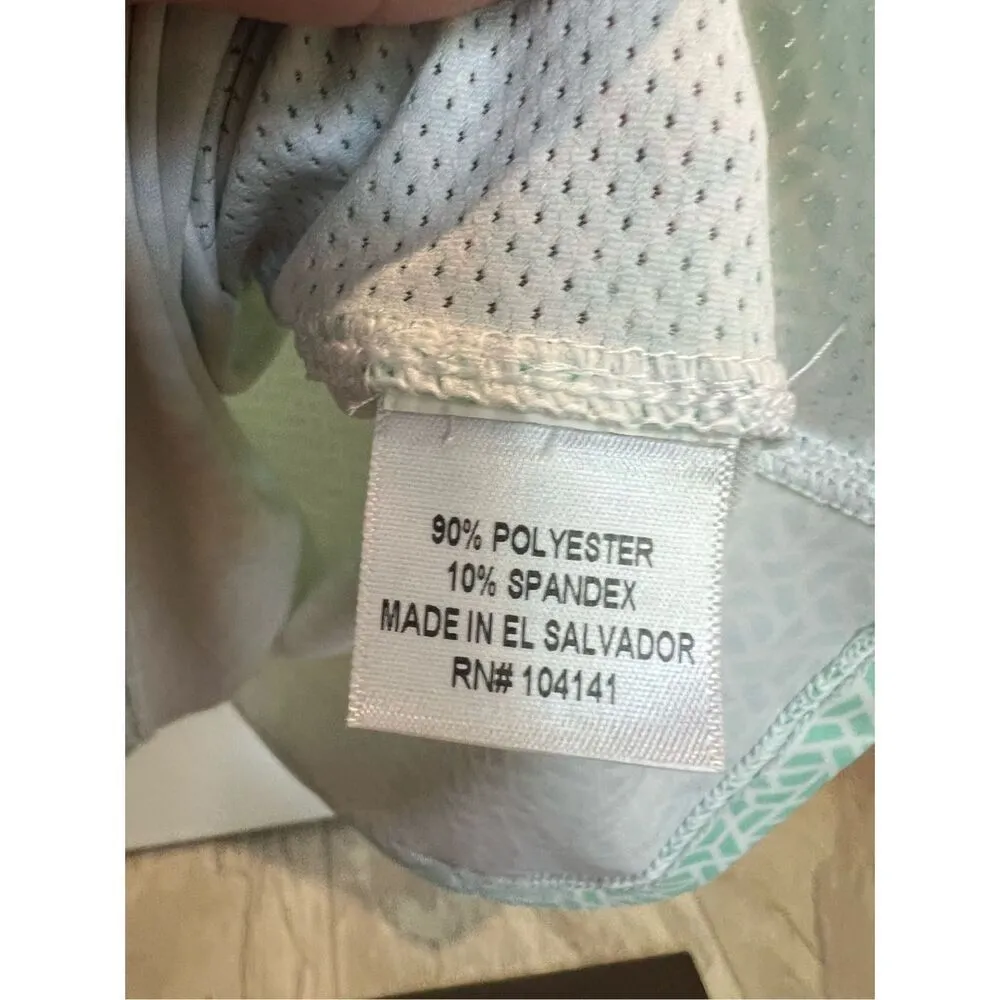 90% POLYESTER
10% SPANDEX
MADE IN EL SALVADOR
RN# 104141